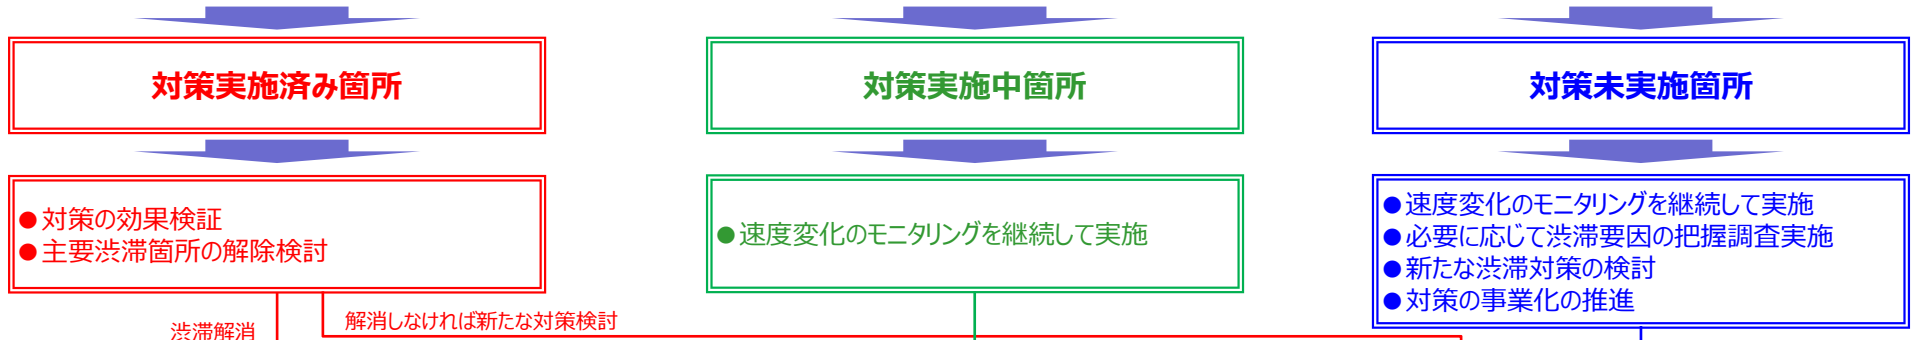 対策実施済み箇所
対策実施中箇所
対策未実施箇所
●対策の効果検証
●主要渋滞箇所の解除検討
●速度変化のモニタリングを継続して実施
●速度変化のモニタリングを継続して実施
●必要に応じて渋滞要因の把握調査実施
●新たな渋滞対策の検討
●対策の事業化の推進
渋滞解消
解消しなければ新たな対策検討